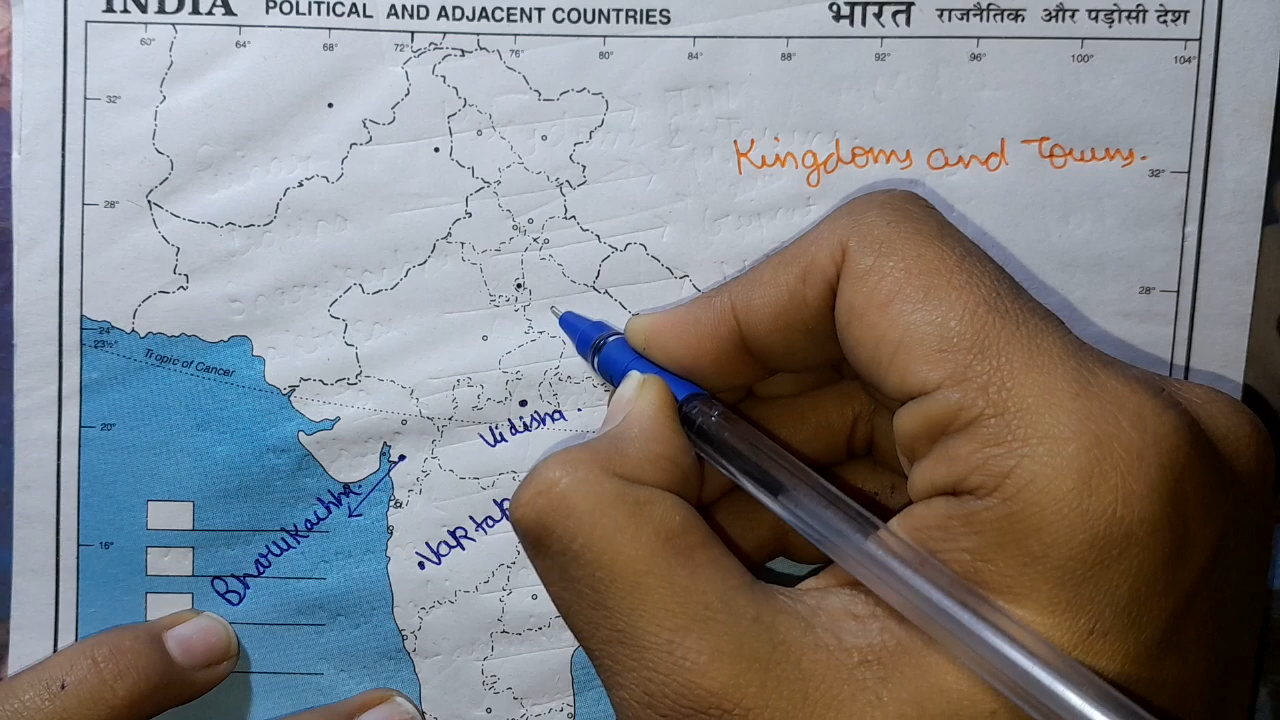 INDIA POLITICAL AND ADJACENT COUNTRIES भारत राजनैतिक और पड़ोसी देश
60° 64° 68° 72° 76° 80° 84° 88° 92° 96° 100° 104°
32°
Kingdoms and Towns.
32°
28°
28°
24°
23½°
Tropic of Cancer
20°
Vidisha
Bharukachha
16°